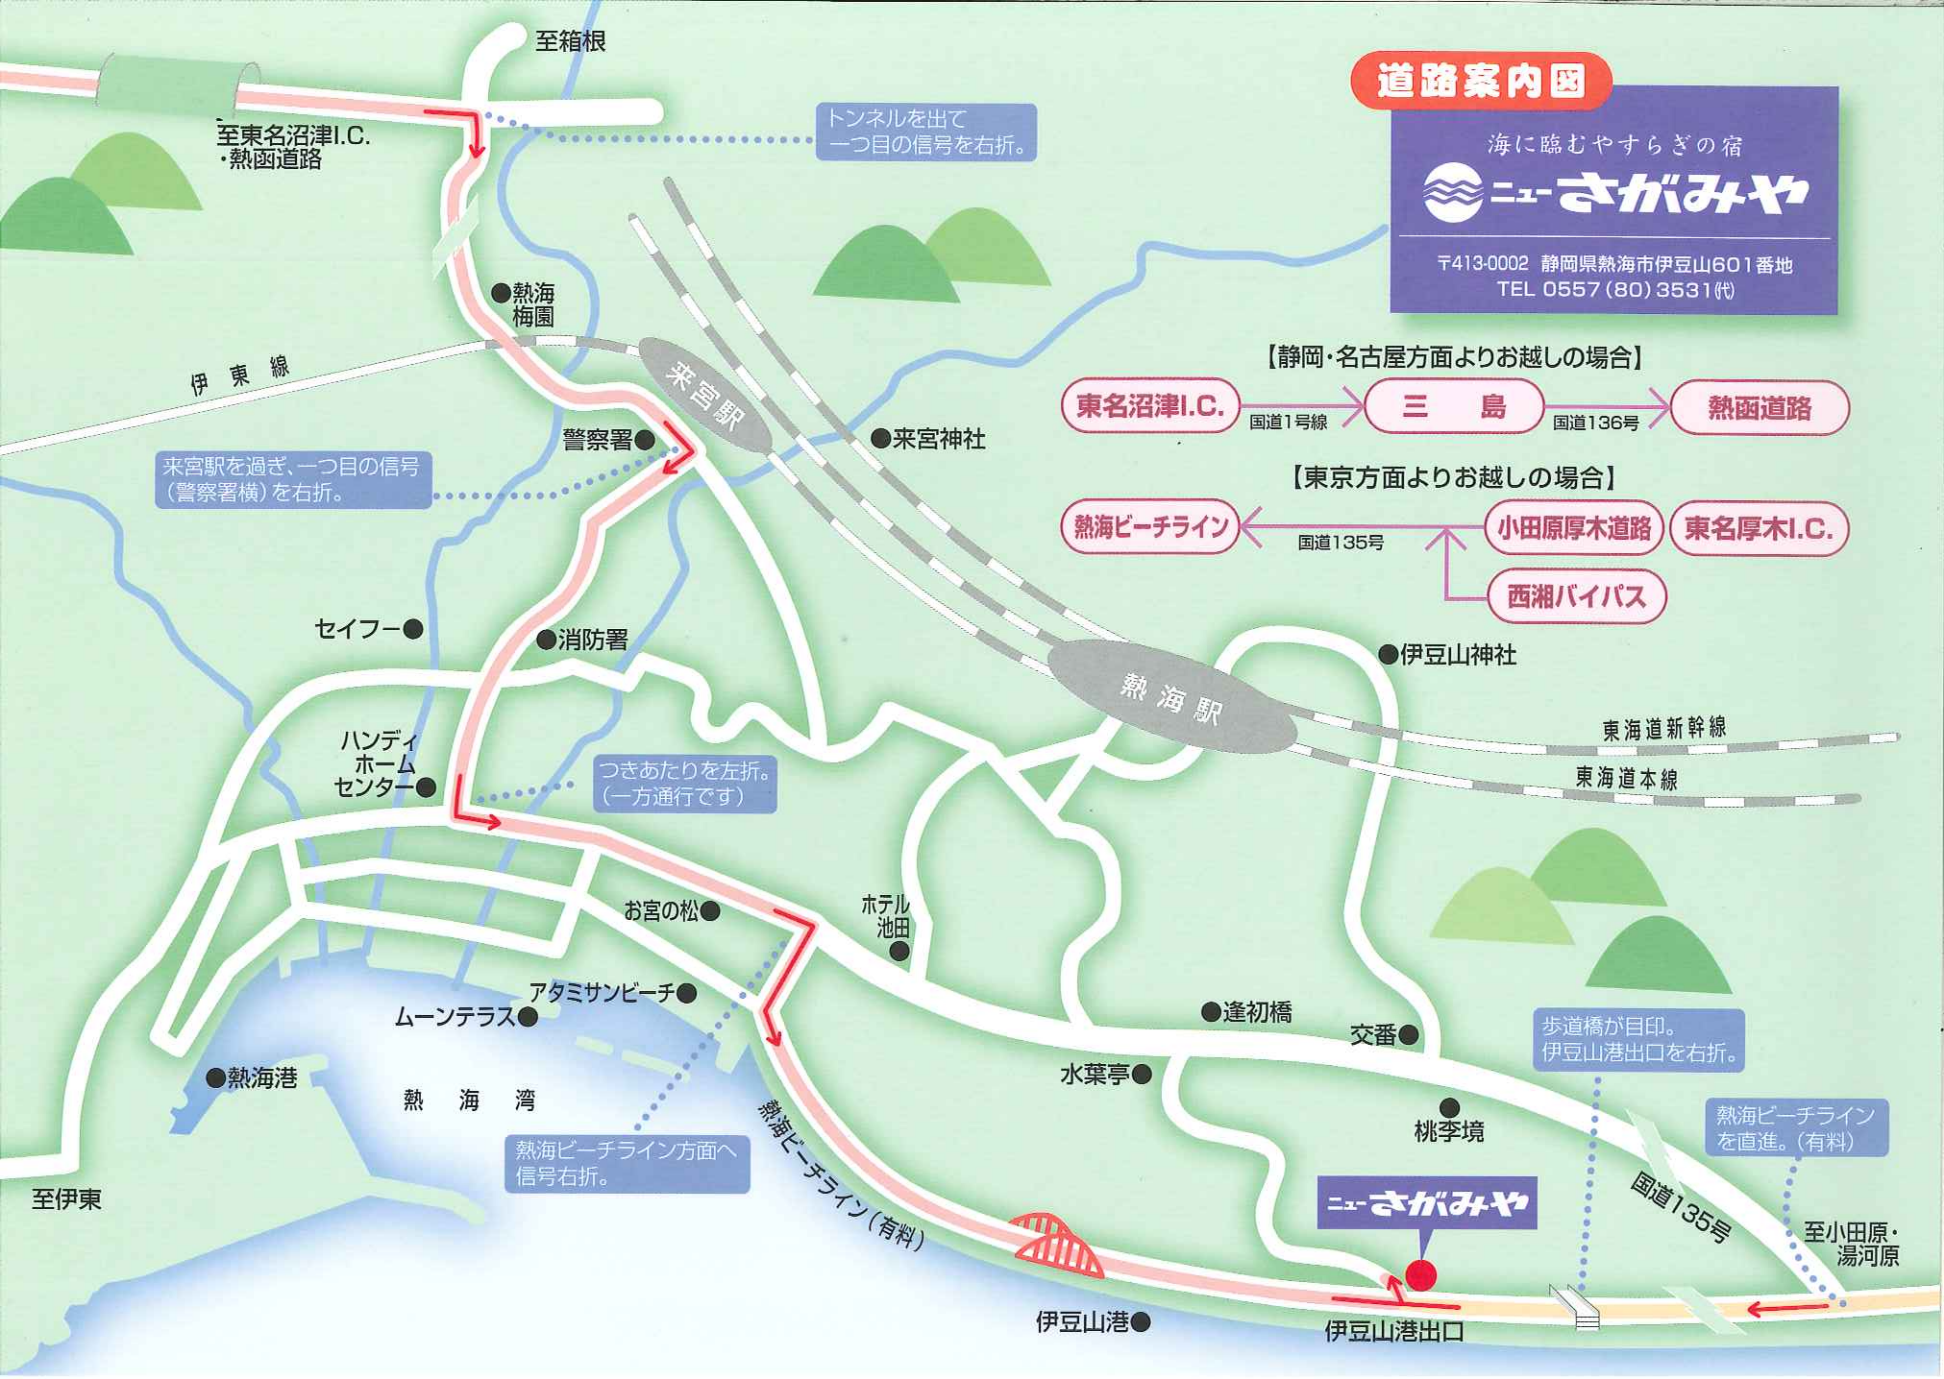 至箱根
至東名沼津I.C.
・熱函道路
トンネルを出て
一つ目の信号を右折。
道路案内図
海に臨むやすらぎの宿
ニューさがみや
〒413-0002 静岡県熱海市伊豆山601番地
TEL 0557(80)3531㈹
【静岡・名古屋方面よりお越しの場合】
東名沼津I.C.
国道1号線
三島
国道136号
熱函道路
【東京方面よりお越しの場合】
熱海ビーチライン
国道135号
小田原厚木道路
東名厚木I.C.
西湘バイパス
●熱海
梅園
伊東線
来宮駅
警察署●
●来宮神社
来宮駅を過ぎ、一つ目の信号
(警察署横)を右折。
セイフー●
●消防署
●伊豆山神社
熱海駅
東海道新幹線
東海道本線
ハンディ
ホーム
センター●
つきあたりを左折。
(一方通行です)
お宮の松●
ホテル
池田
●
アタミサンビーチ●
ムーンテラス●
●逢初橋
交番●
歩道橋が目印。
伊豆山港出口を右折。
●熱海港
熱海湾
水葉亭●
●
桃李境
熱海ビーチライン
を直進。(有料)
熱海ビーチライン方面へ
信号右折。
熱海ビーチライン(有料)
至伊東
ニューさがみや
国道135号
至小田原・
湯河原
伊豆山港●
伊豆山港出口